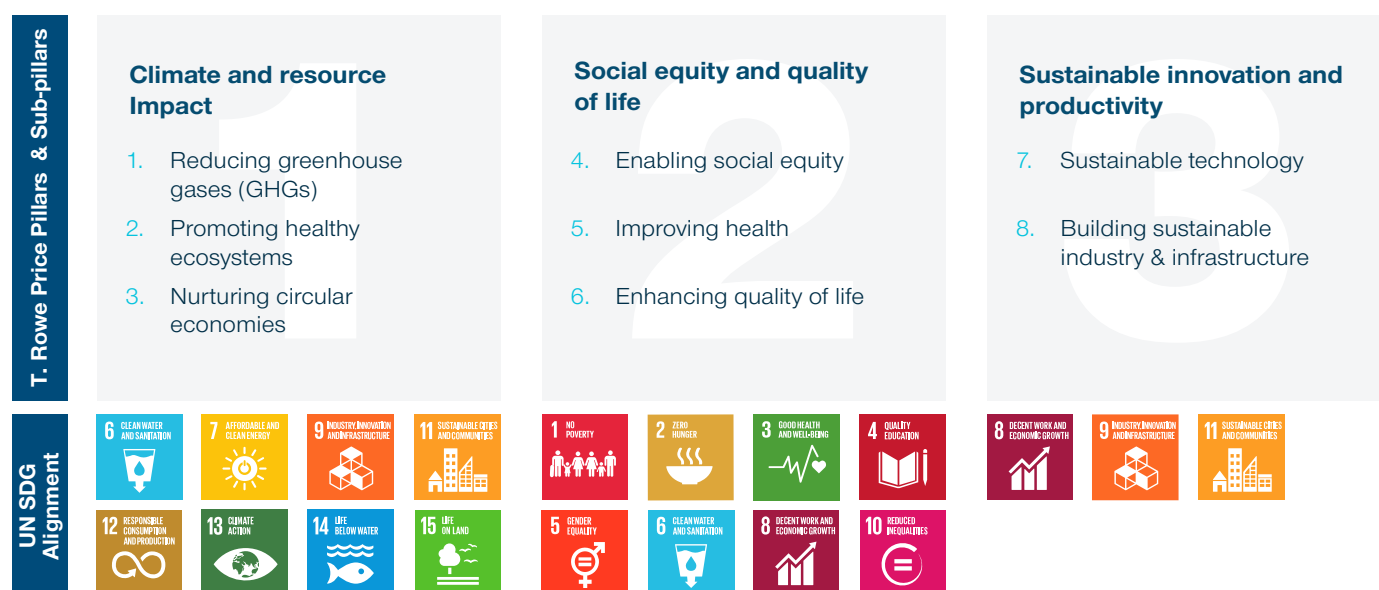 T. Rowe Price Pillars & Sub-pillars
1
Climate and resource
Impact
1. Reducing greenhouse
gases (GHGs)
2. Promoting healthy
ecosystems
3. Nurturing circular
economies
2
Social equity and quality
of life
4. Enabling social equity
5. Improving health
6. Enhancing quality of life
3
Sustainable innovation and
productivity
7. Sustainable technology
8. Building sustainable
industry & infrastructure
UN SDG
Alignment
6 CLEAN WATER
AND SANITATION
7 AFFORDABLE AND
CLEAN ENERGY
9 INDUSTRY, INNOVATION
AND INFRASTRUCTURE
11 SUSTAINABLE CITIES
AND COMMUNITIES
12 RESPONSIBLE
CONSUMPTION
AND PRODUCTION
13 CLIMATE
ACTION
14 LIFE
BELOW WATER
15 LIFE
ON LAND
1 NO
POVERTY
2 ZERO
HUNGER
3 GOOD HEALTH
AND WELL-BEING
4 QUALITY
EDUCATION
5 GENDER
EQUALITY
6 CLEAN WATER
AND SANITATION
8 DECENT WORK AND
ECONOMIC GROWTH
10 REDUCED
INEQUALITIES
8 DECENT WORK AND
ECONOMIC GROWTH
9 INDUSTRY, INNOVATION
AND INFRASTRUCTURE
11 SUSTAINABLE CITIES
AND COMMUNITIES